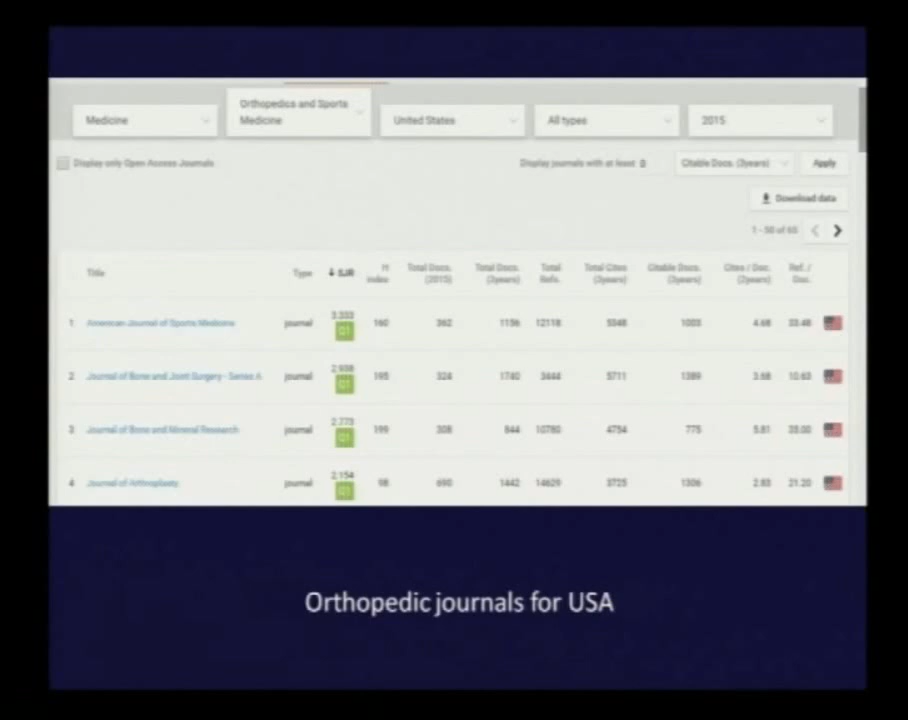 Orthopedics and Sports
Medicine
Medicine
United States
All types
2015
Display only Open Access Journals
Display journals with at least 0
Citable Docs. (3years)
Apply
Download data
1 - 50 of 65
Title Type SJR H index Total Docs. (2015) Total Docs. (3years) Total Refs. Total Cites (3years) Citable Docs. (3years) Cites / Doc. (2years) Ref. / Doc.
1 American Journal of Sports Medicine journal 3.333 Q1 160 362 1156 12118 5348 1003 4.68 33.48
2 Journal of Bone and Joint Surgery - Series A journal 2.938 Q1 195 324 1740 3444 5711 1389 3.68 10.63
3 Journal of Bone and Mineral Research journal 2.773 Q1 199 308 844 10780 4754 775 5.81 35.00
4 Journal of Arthroplasty journal 2.154 Q1 98 690 1442 14629 3725 1306 2.83 21.20
Orthopedic journals for USA